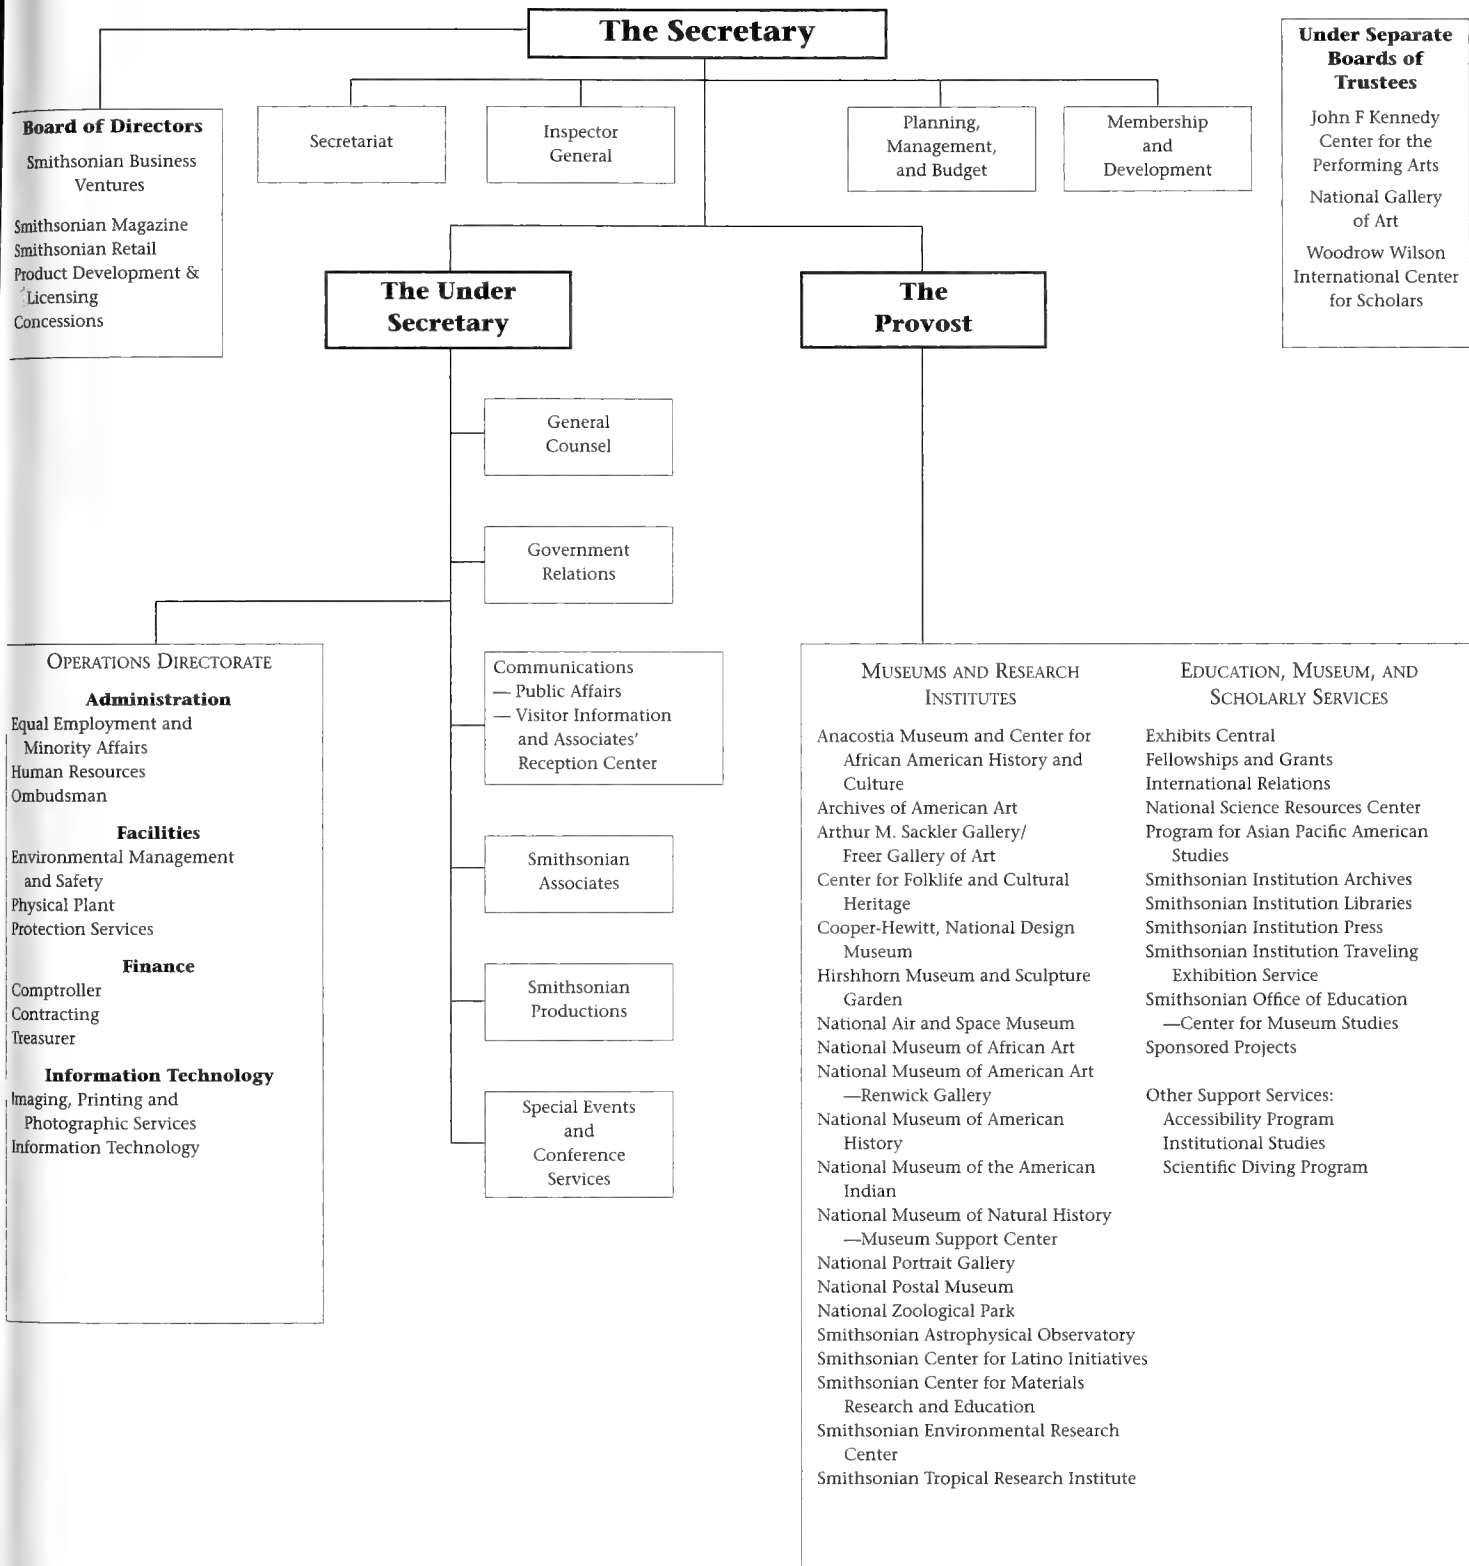 The Secretary
Under Separate
Boards of
Trustees
John F Kennedy
Center for the
Performing Arts
National Gallery
of Art
Woodrow Wilson
International Center
for Scholars
Board of Directors
Smithsonian Business
Ventures
Smithsonian Magazine
Smithsonian Retail
Product Development &
Licensing
Concessions
Secretariat
Inspector
General
Planning,
Management,
and Budget
Membership
and
Development
The Under
Secretary
The
Provost
General
Counsel
Government
Relations
Communications
— Public Affairs
— Visitor Information
and Associates’
Reception Center
Smithsonian
Associates
Smithsonian
Productions
Special Events
and
Conference
Services
OPERATIONS DIRECTORATE
Administration
Equal Employment and
Minority Affairs
Human Resources
Ombudsman
Facilities
Environmental Management
and Safety
Physical Plant
Protection Services
Finance
Comptroller
Contracting
Treasurer
Information Technology
Imaging, Printing and
Photographic Services
Information Technology
MUSEUMS AND RESEARCH
INSTITUTES
Anacostia Museum and Center for
African American History and
Culture
Archives of American Art
Arthur M. Sackler Gallery/
Freer Gallery of Art
Center for Folklife and Cultural
Heritage
Cooper-Hewitt, National Design
Museum
Hirshhorn Museum and Sculpture
Garden
National Air and Space Museum
National Museum of African Art
National Museum of American Art
—Renwick Gallery
National Museum of American
History
National Museum of the American
Indian
National Museum of Natural History
—Museum Support Center
National Portrait Gallery
National Postal Museum
National Zoological Park
Smithsonian Astrophysical Observatory
Smithsonian Center for Latino Initiatives
Smithsonian Center for Materials
Research and Education
Smithsonian Environmental Research
Center
Smithsonian Tropical Research Institute
EDUCATION, MUSEUM, AND
SCHOLARLY SERVICES
Exhibits Central
Fellowships and Grants
International Relations
National Science Resources Center
Program for Asian Pacific American
Studies
Smithsonian Institution Archives
Smithsonian Institution Libraries
Smithsonian Institution Press
Smithsonian Institution Traveling
Exhibition Service
Smithsonian Office of Education
—Center for Museum Studies
Sponsored Projects
Other Support Services:
Accessibility Program
Institutional Studies
Scientific Diving Program